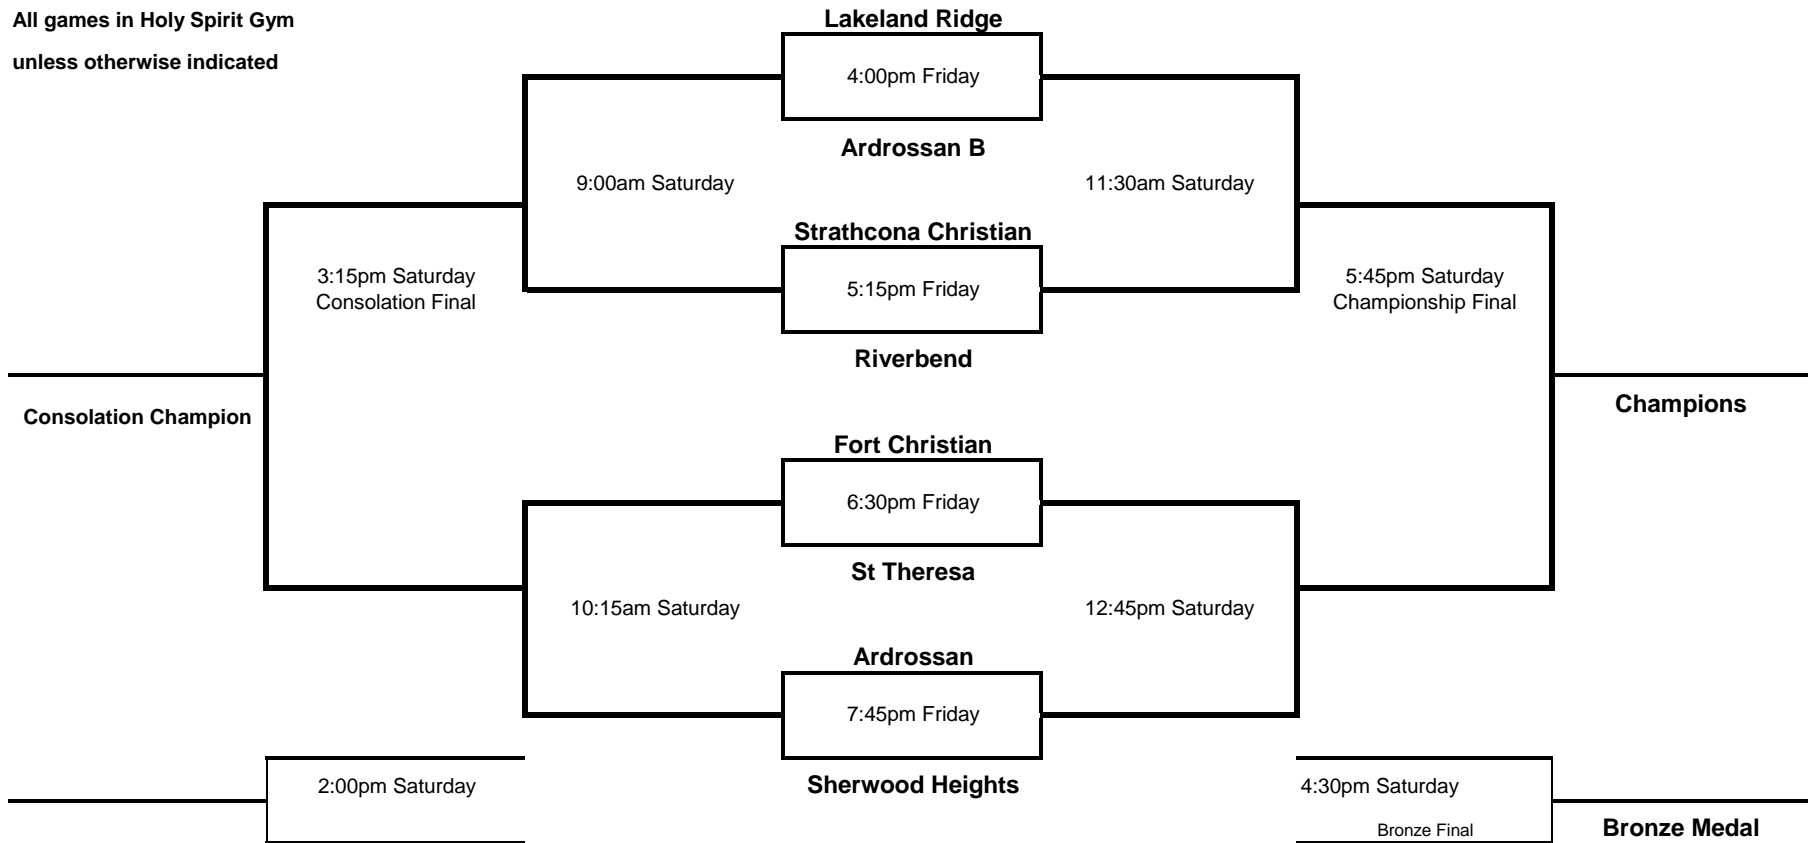 All games in Holy Spirit Gym
unless otherwise indicated
Lakeland Ridge
4:00pm Friday
Ardrossan B
9:00am Saturday
11:30am Saturday
Strathcona Christian
3:15pm Saturday
Consolation Final
5:15pm Friday
5:45pm Saturday
Championship Final
Riverbend
Consolation Champion
Champions
Fort Christian
6:30pm Friday
St Theresa
10:15am Saturday
12:45pm Saturday
Ardrossan
7:45pm Friday
2:00pm Saturday
Sherwood Heights
4:30pm Saturday
Bronze Final
Bronze Medal